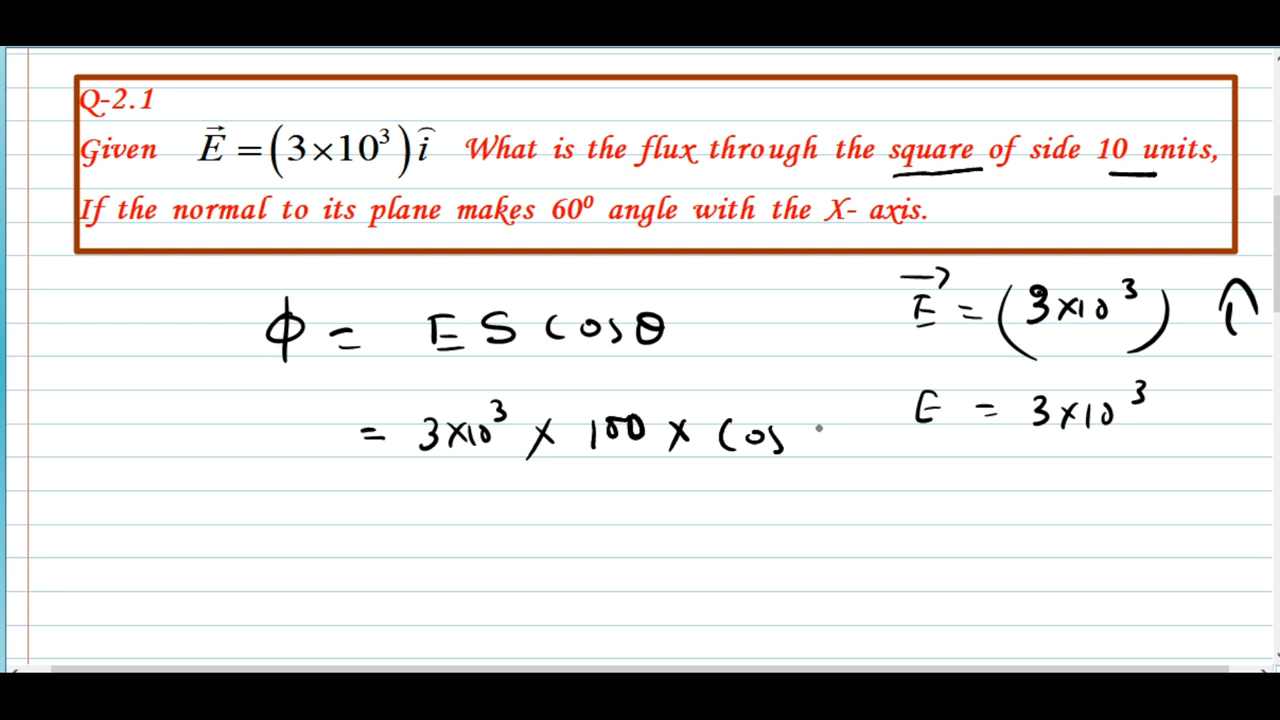 Q-2.1
Given E⃗ = (3×10³) î What is the flux through the square of side 10 units,
If the normal to its plane makes 60⁰ angle with the X- axis.
E⃗ = (3×10³) î
ϕ = E S cosθ
E = 3×10³
= 3×10³ × 100 × cos